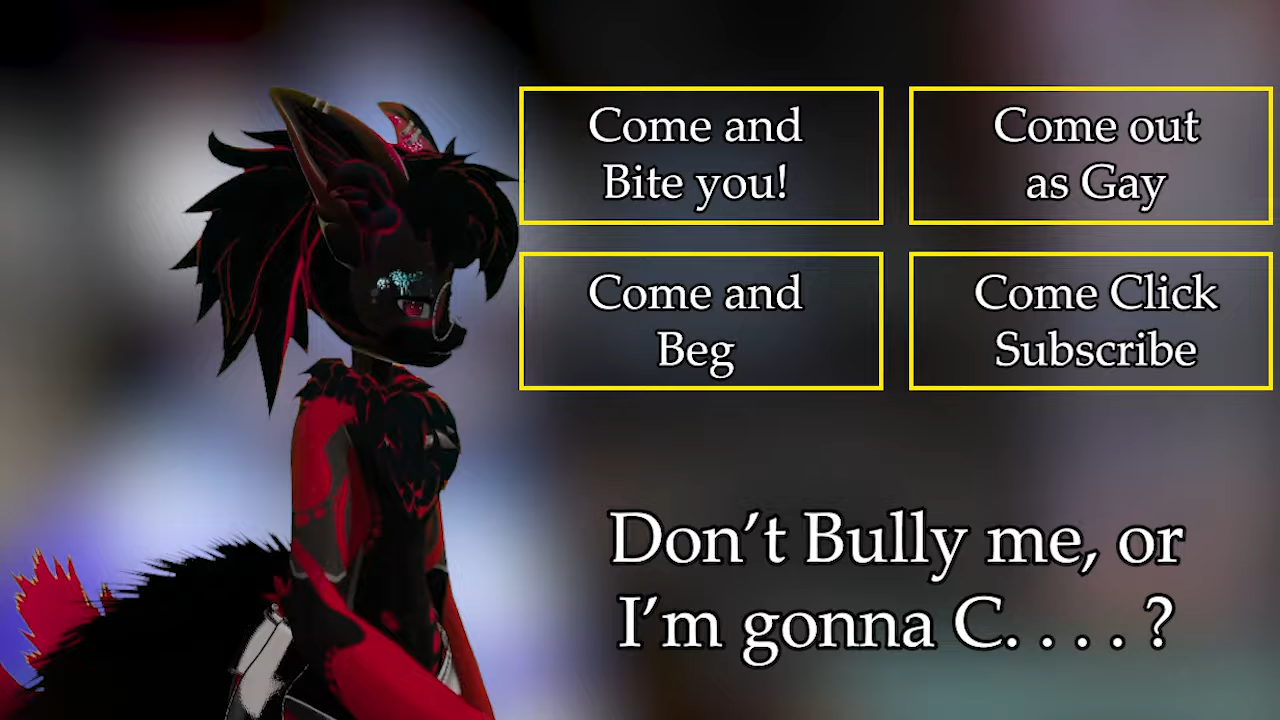 Come and
Bite you!
Come out
as Gay
Come and
Beg
Come Click
Subscribe
Don’t Bully me, or
I’m gonna C. . . . ?